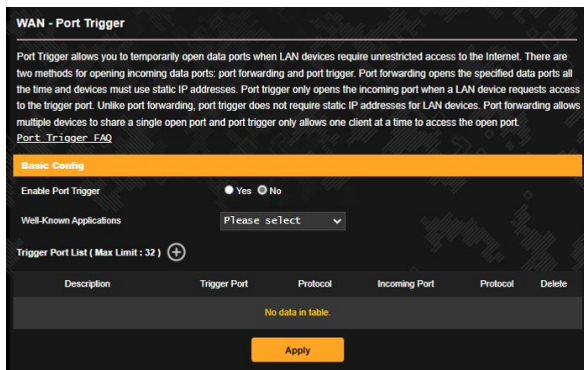 WAN - Port Trigger
Port Trigger allows you to temporarily open data ports when LAN devices require unrestricted access to the Internet. There are
two methods for opening incoming data ports: port forwarding and port trigger. Port forwarding opens the specified data ports all
the time and devices must use static IP addresses. Port trigger only opens the incoming port when a LAN device requests access
to the trigger port. Unlike port forwarding, port trigger does not require static IP addresses for LAN devices. Port forwarding allows
multiple devices to share a single open port and port trigger only allows one client at a time to access the open port.
Port Trigger FAQ
Basic Config
Enable Port Trigger Yes No
Well-Known Applications Please select
Trigger Port List ( Max Limit : 32 )
Description Trigger Port Protocol Incoming Port Protocol Delete
No data in table.
Apply